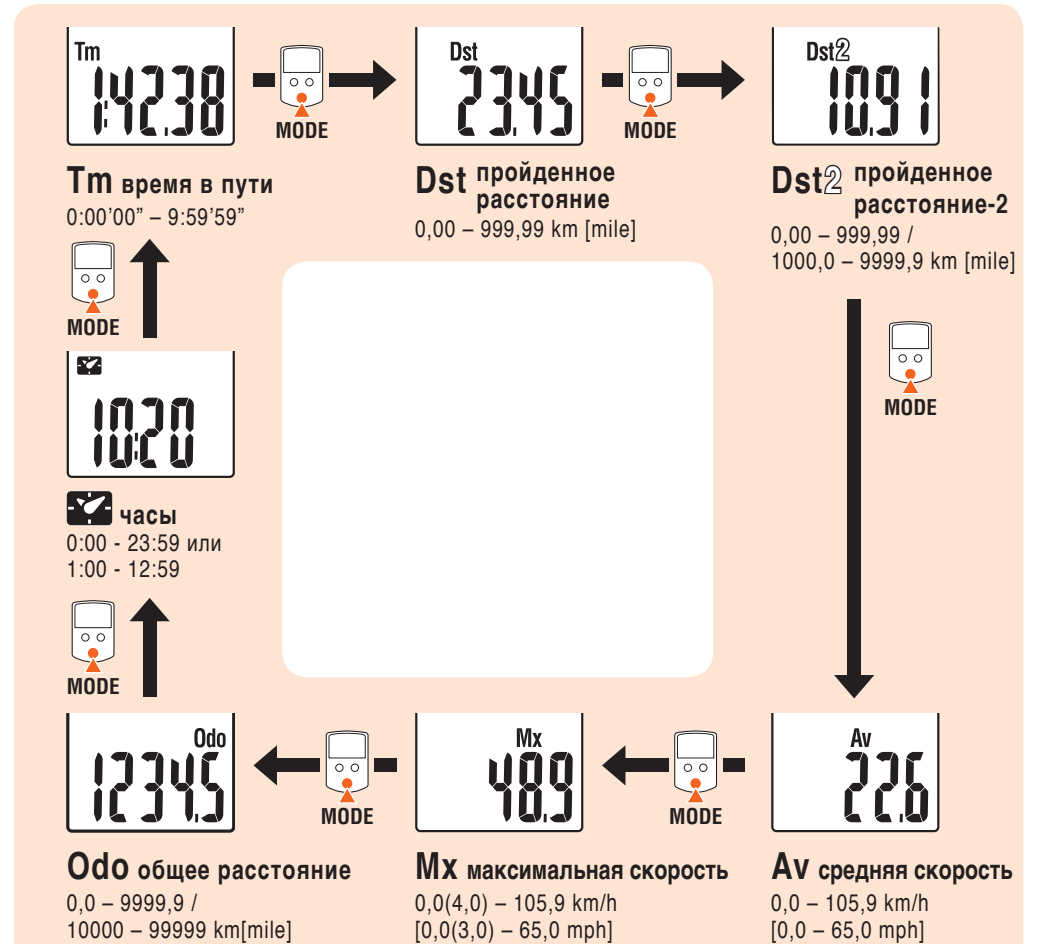 Tm
1:42.38
MODE
Dst
23.45
MODE
Dst2
10.91
Tm время в пути
0:00'00” – 9:59'59”
Dst пройденное
расстояние
0,00 – 999,99 km [mile]
Dst2 пройденное
расстояние-2
0,00 – 999,99 /
1000,0 – 9999,9 km [mile]
MODE
MODE
10:20
часы
0:00 - 23:59 или
1:00 - 12:59
MODE
Odo
1234.5
MODE
Mx
48.9
MODE
Av
22.6
Odo общее расстояние
0,0 – 9999,9 /
10000 – 99999 km[mile]
Mx максимальная скорость
0,0(4,0) – 105,9 km/h
[0,0(3,0) – 65,0 mph]
Av средняя скорость
0,0 – 105,9 km/h
[0,0 – 65,0 mph]